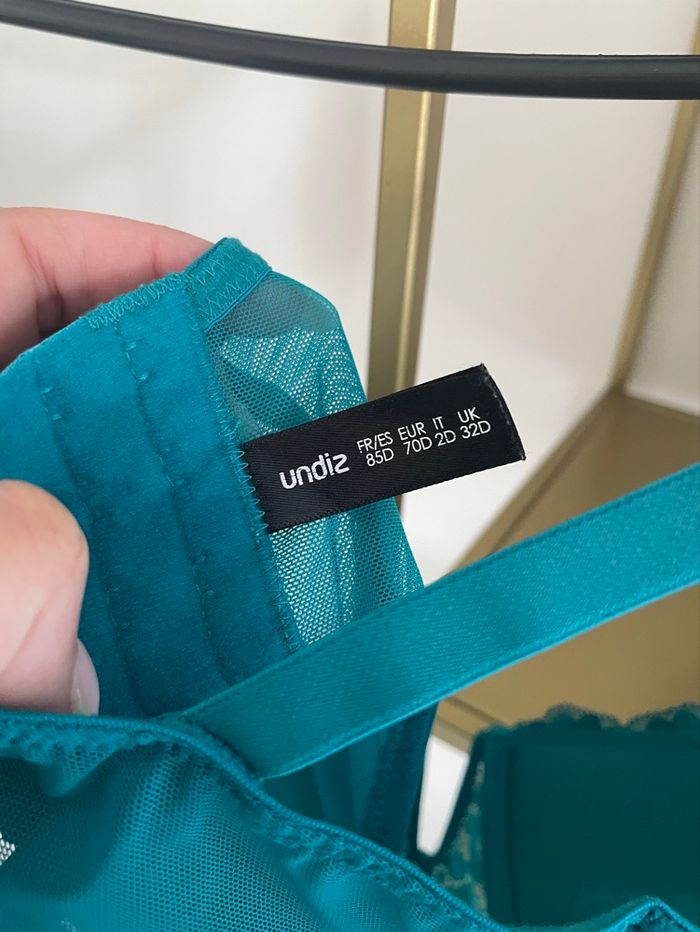 undiz
FR/ES EUR IT UK
85D 70D 2D 32D